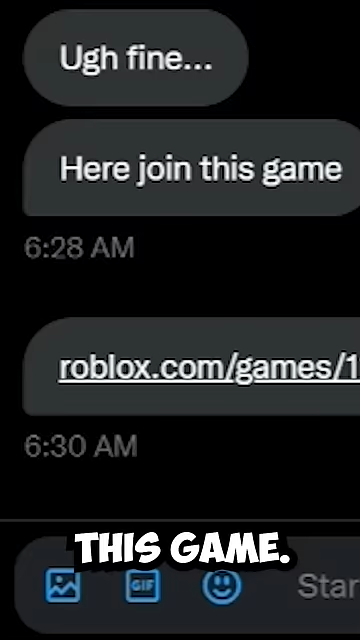 Ugh fine...
Here join this game
6:28 AM
roblox.com/games/1
6:30 AM
THIS GAME.
GIF
Star